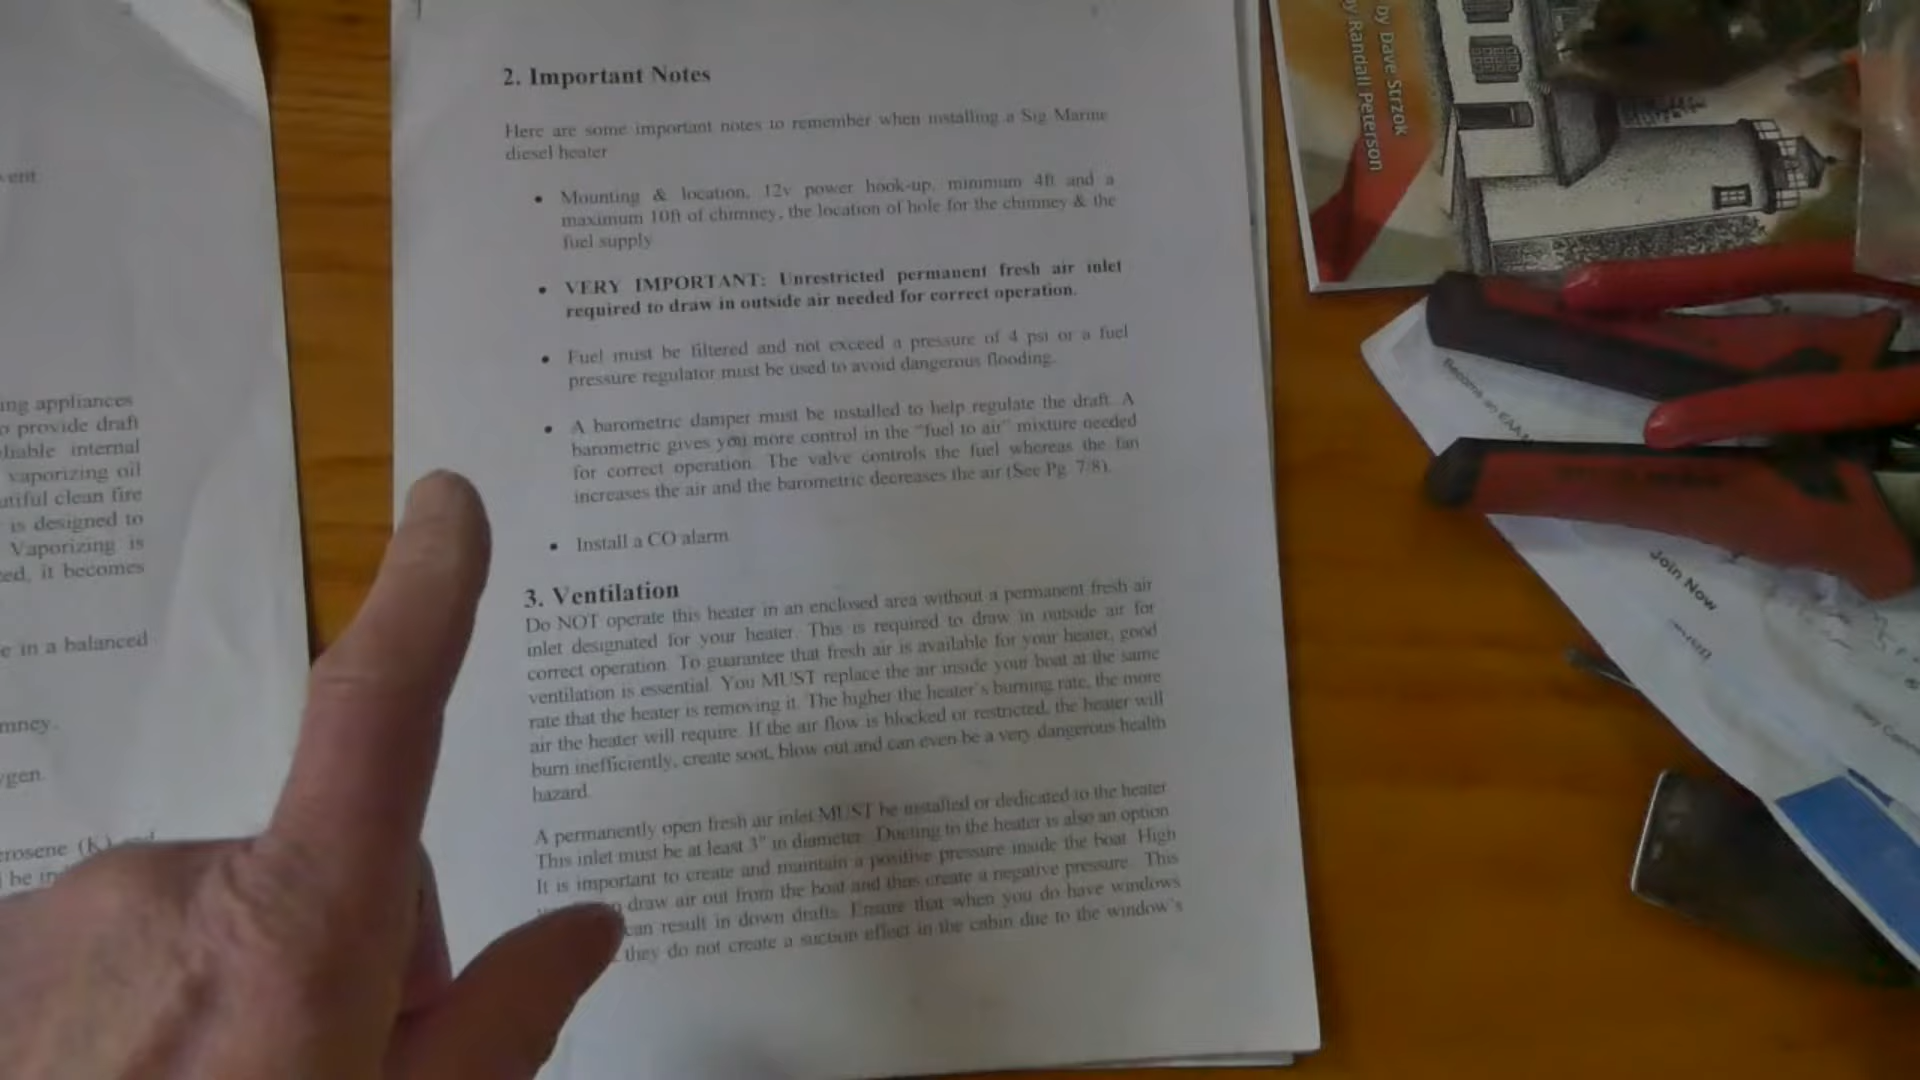 vent
ing appliances
o provide draft
liable internal
vaporizing oil
utiful clean fire
is designed to
Vaporizing is
ed, it becomes
e in a balanced
mney.
ygen.
erosene (K)
be in
2. Important Notes
Here are some important notes to remember when installing a Sig Marine
diesel heater
• Mounting & location, 12v power hook-up, minimum 4ft and a
maximum 10ft of chimney, the location of hole for the chimney & the
fuel supply
• VERY IMPORTANT: Unrestricted permanent fresh air inlet
required to draw in outside air needed for correct operation.
• Fuel must be filtered and not exceed a pressure of 4 psi or a fuel
pressure regulator must be used to avoid dangerous flooding.
• A barometric damper must be installed to help regulate the draft. A
barometric gives you more control in the "fuel to air" mixture needed
for correct operation. The valve controls the fuel whereas the fan
increases the air and the barometric decreases the air (See Pg. 7/8).
• Install a CO alarm
3. Ventilation
Do NOT operate this heater in an enclosed area without a permanent fresh air
inlet designated for your heater. This is required to draw in outside air for
correct operation. To guarantee that fresh air is available for your heater, good
ventilation is essential. You MUST replace the air inside your boat at the same
rate that the heater is removing it. The higher the heater's burning rate, the more
air the heater will require. If the air flow is blocked or restricted, the heater will
burn inefficiently, create soot, blow out and can even be a very dangerous health
hazard.
A permanently open fresh air inlet MUST be installed or dedicated to the heater
This inlet must be at least 3" in diameter. Ducting to the heater is also an option
It is important to create and maintain a positive pressure inside the boat. High
draw air out from the boat and thus create a negative pressure. This
can result in down drafts. Ensure that when you do have windows
they do not create a suction effect in the cabin due to the window's
by Dave Strzok
y Randall Peterson
Become an EAA
Join Now